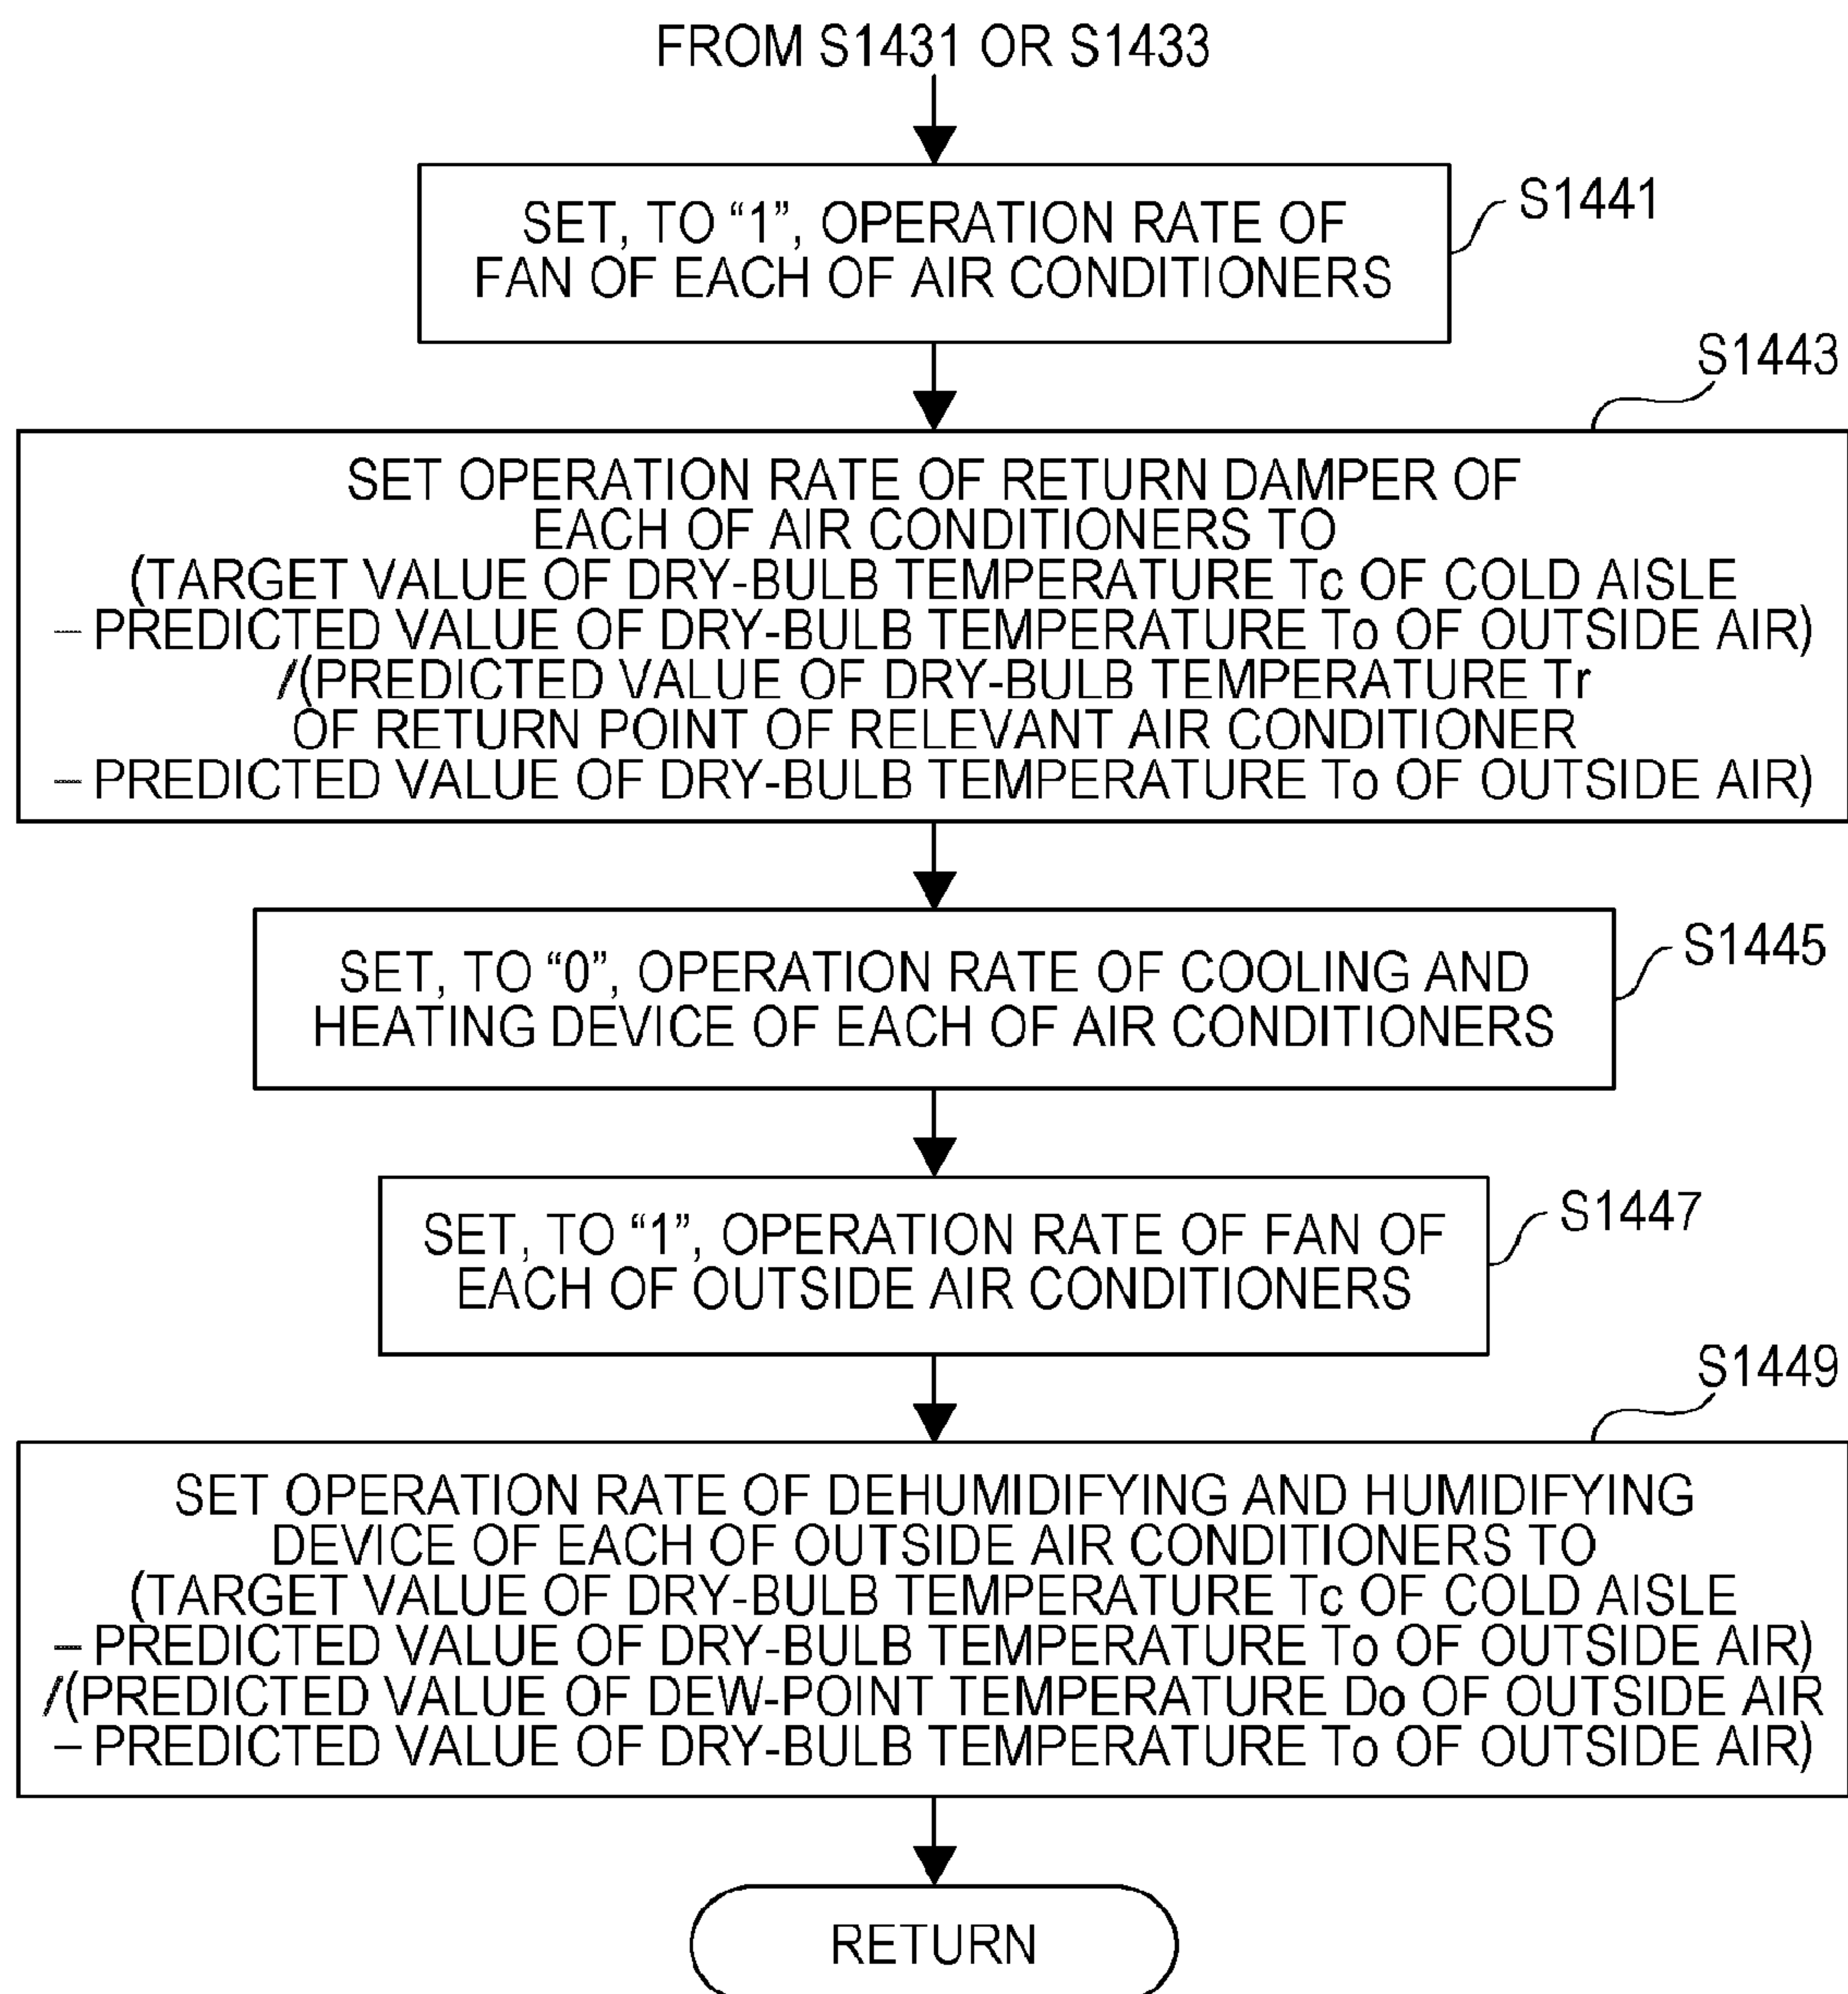 FROM S1431 OR S1433
S1441
SET, TO “1”, OPERATION RATE OF
FAN OF EACH OF AIR CONDITIONERS
S1443
SET OPERATION RATE OF RETURN DAMPER OF
EACH OF AIR CONDITIONERS TO
(TARGET VALUE OF DRY-BULB TEMPERATURE Tc OF COLD AISLE
– PREDICTED VALUE OF DRY-BULB TEMPERATURE To OF OUTSIDE AIR)
/(PREDICTED VALUE OF DRY-BULB TEMPERATURE Tr
OF RETURN POINT OF RELEVANT AIR CONDITIONER
– PREDICTED VALUE OF DRY-BULB TEMPERATURE To OF OUTSIDE AIR)
S1445
SET, TO “0”, OPERATION RATE OF COOLING AND
HEATING DEVICE OF EACH OF AIR CONDITIONERS
S1447
SET, TO “1”, OPERATION RATE OF FAN OF
EACH OF OUTSIDE AIR CONDITIONERS
S1449
SET OPERATION RATE OF DEHUMIDIFYING AND HUMIDIFYING
DEVICE OF EACH OF OUTSIDE AIR CONDITIONERS TO
(TARGET VALUE OF DRY-BULB TEMPERATURE Tc OF COLD AISLE
– PREDICTED VALUE OF DRY-BULB TEMPERATURE To OF OUTSIDE AIR)
/(PREDICTED VALUE OF DEW-POINT TEMPERATURE Do OF OUTSIDE AIR
– PREDICTED VALUE OF DRY-BULB TEMPERATURE To OF OUTSIDE AIR)
RETURN